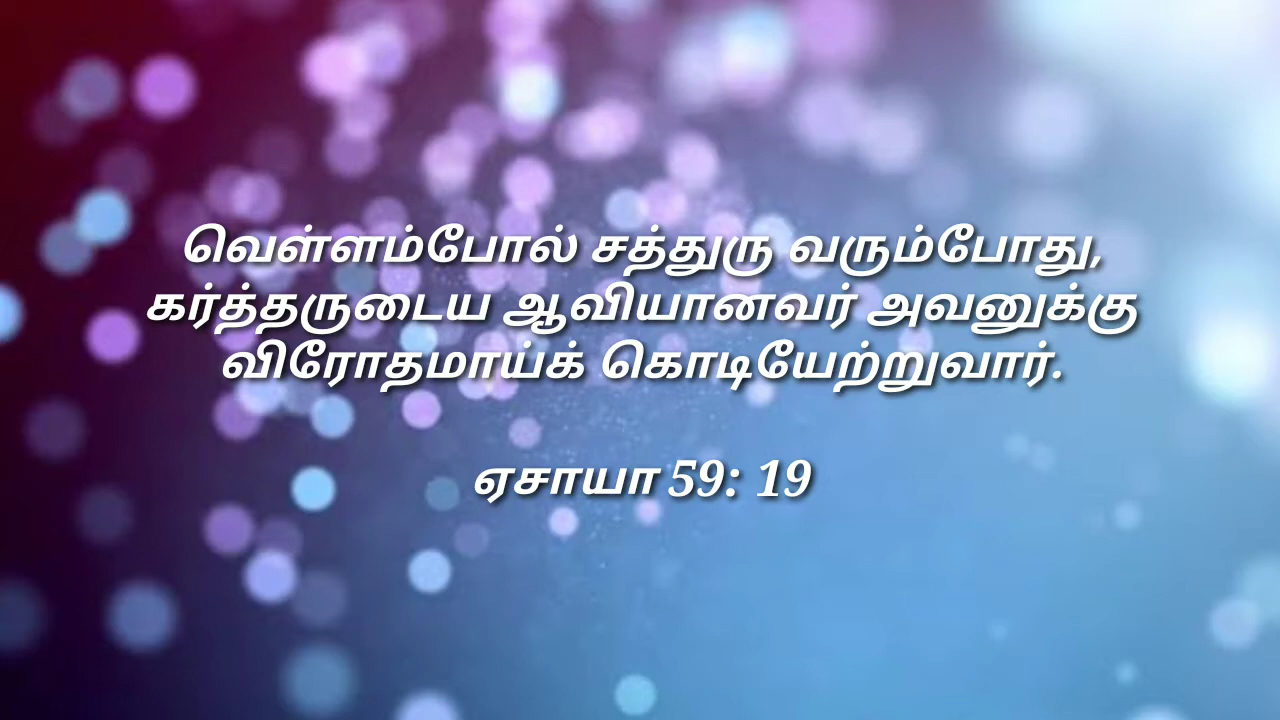 வெள்ளம்போல் சத்துரு வரும்போது,
கர்த்தருடைய ஆவியானவர் அவனுக்கு
விரோதமாய்க் கொடியேற்றுவார்.
ஏசாயா 59: 19